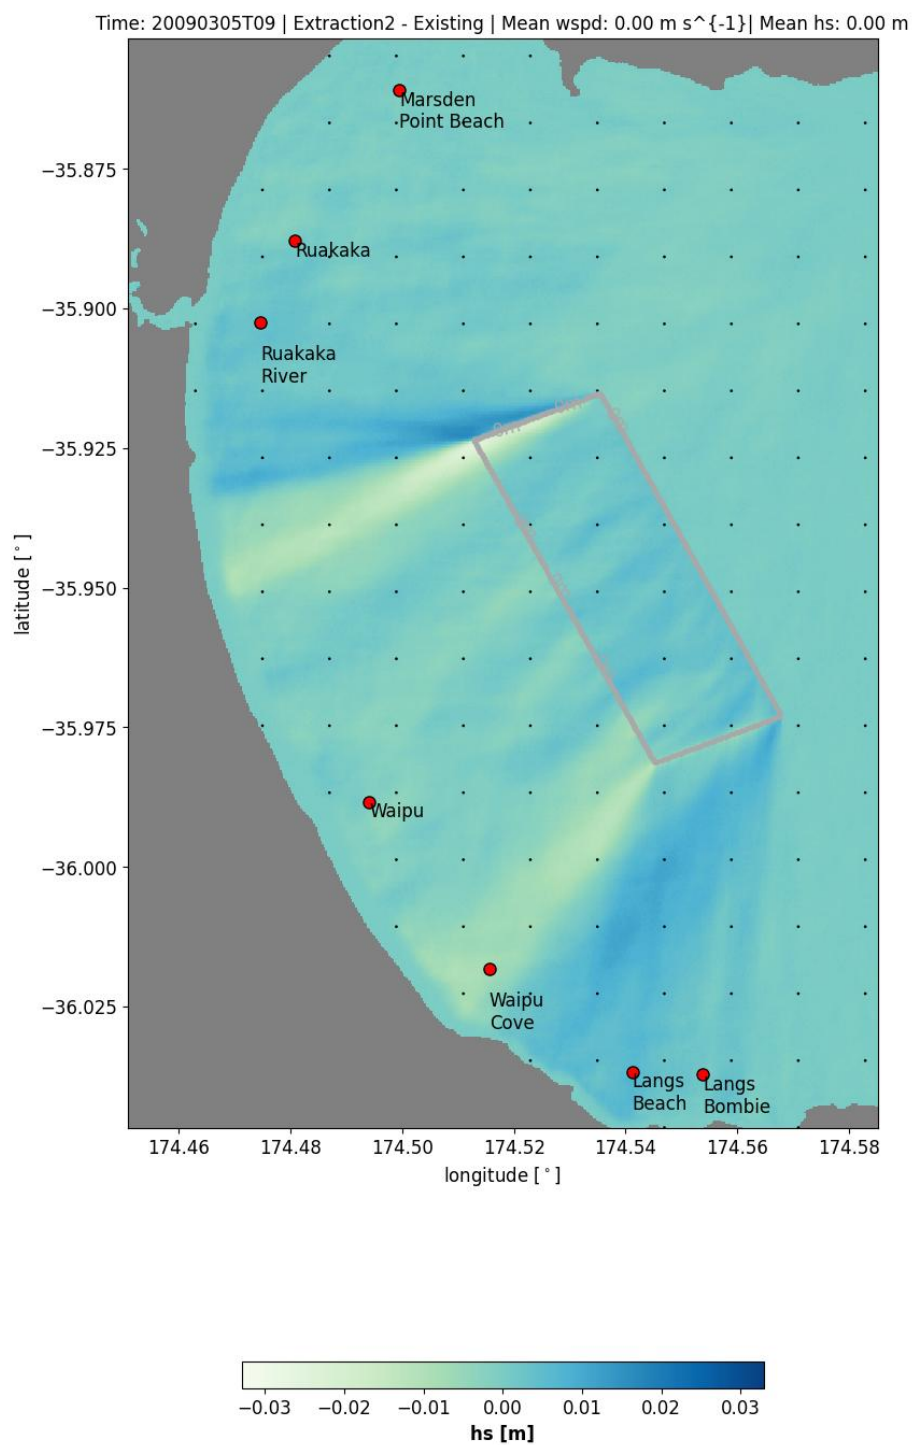 Time: 20090305T09 | Extraction2 - Existing | Mean wspd: 0.00 m s^{-1}| Mean hs: 0.00 m
Marsden
Point Beach
−35.875
Ruakaka
−35.900
Ruakaka
River
−35.925
latitude [˚]
−35.950
−35.975
Waipu
−36.000
Waipu
Cove
−36.025
Langs
Beach
Langs
Bombie
174.46 174.48 174.50 174.52 174.54 174.56 174.58
longitude [˚]
−0.03 −0.02 −0.01 0.00 0.01 0.02 0.03
hs [m]